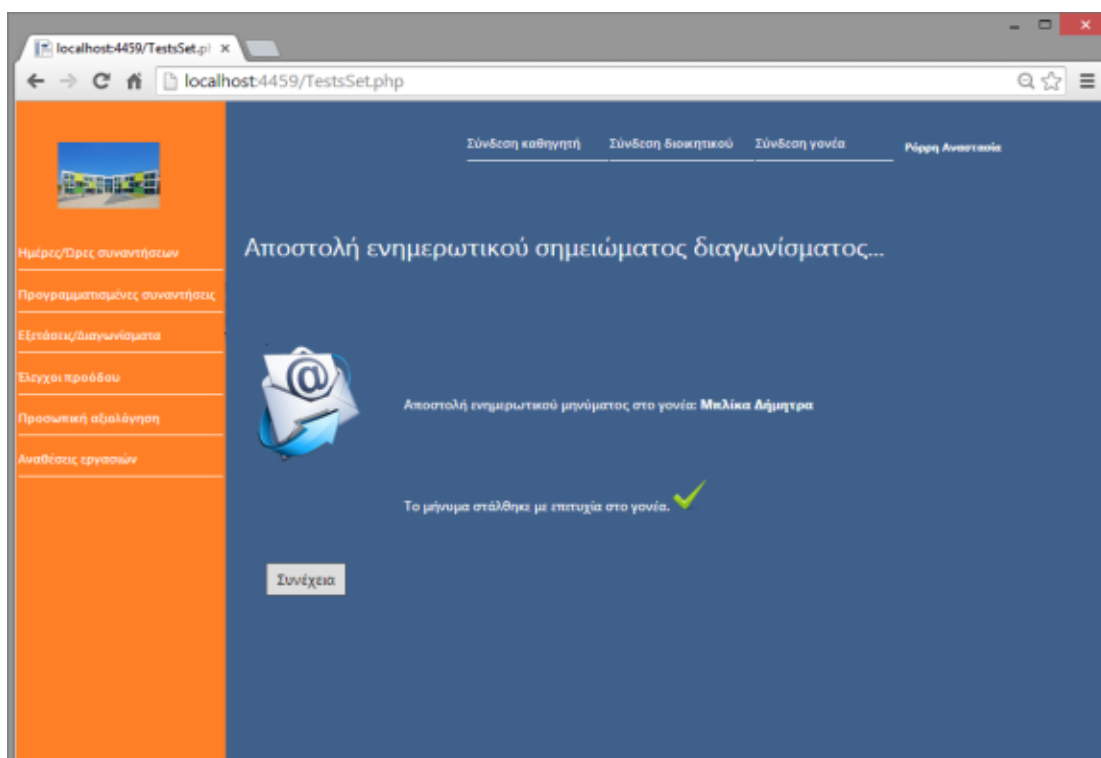 localhost:4459/TestsSet.pl
localhost:4459/TestsSet.php
Σύνδεση καθηγητή Σύνδεση διοικητικού Σύνδεση γονέα Ρόρρη Αναστασία
Ημέρες/Ώρες συναντήσεων
Αποστολή ενημερωτικού σημειώματος διαγωνίσματος...
Προγραμματισμένες συναντήσεις
Εξετάσεις/Διαγωνίσματα
Έλεγχοι προόδου
Αποστολή ενημερωτικού μηνύματος στο γονέα: Μπλίκα Δήμητρα
Προσωπική αξιολόγηση
Αναθέσεις εργασιών
Το μήνυμα στάλθηκε με επιτυχία στο γονέα.
Συνέχεια